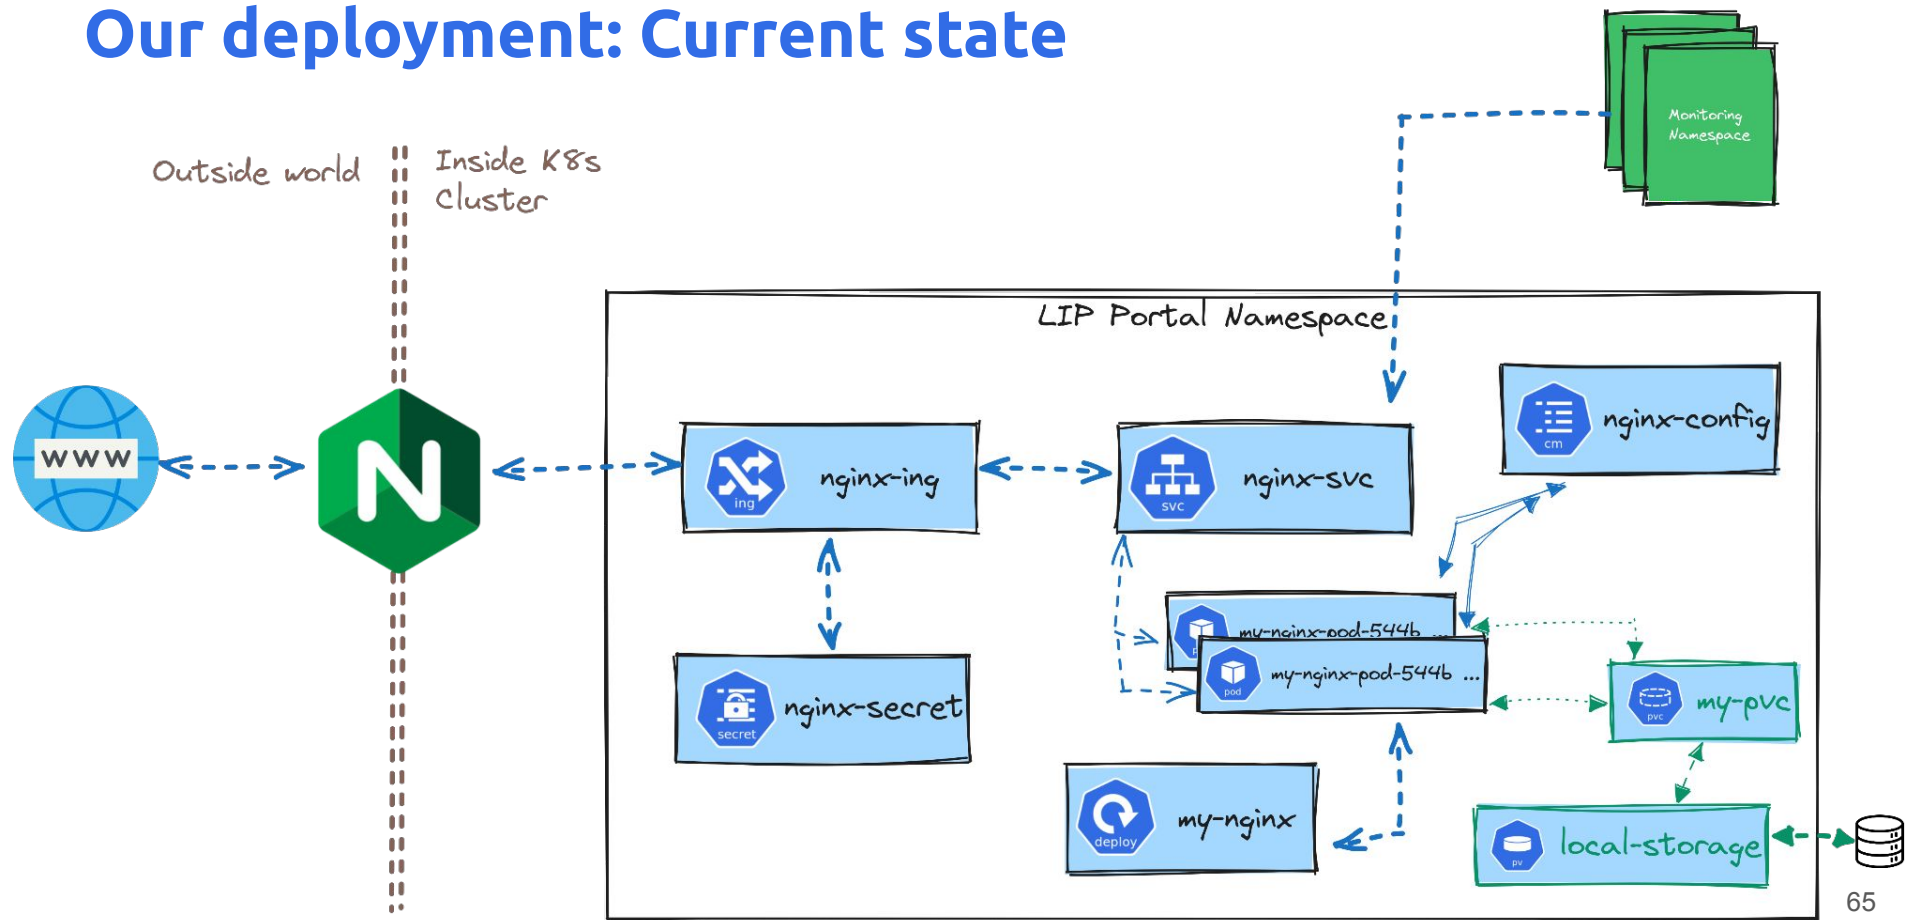 Our deployment: Current state
Monitoring
Namespace
Outside world
Inside K8s
Cluster
LIP Portal Namespace
WWW
N
ing
nginx-ing
svc
nginx-svc
cm
nginx-config
secret
nginx-secret
my-nginx-pod-544b ...
pod
my-nginx-pod-544b ...
pvc
my-pvc
deploy
my-nginx
pv
local-storage
65